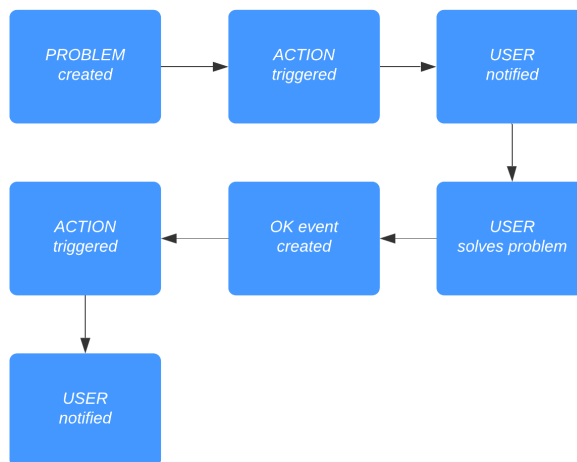 PROBLEM
created
ACTION
triggered
USER
notified
USER
solves problem
OK event
created
ACTION
triggered
USER
notified